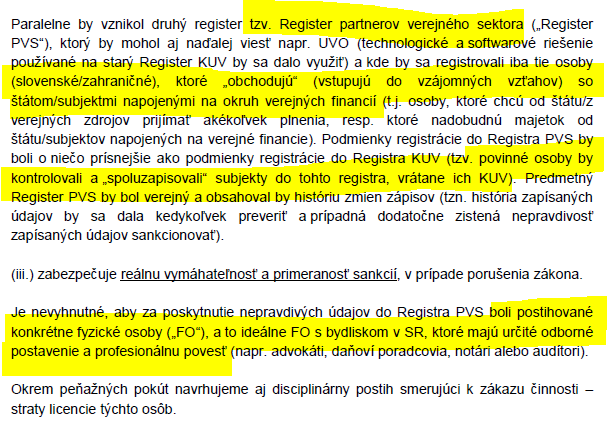 Paralelne by vznikol druhý register tzv. Register partnerov verejného sektora („Register
PVS“), ktorý by mohol aj naďalej viesť napr. UVO (technologické a softwarové riešenie
používané na starý Register KUV by sa dalo využiť) a kde by sa registrovali iba tie osoby
(slovenské/zahraničné), ktoré „obchodujú“ (vstupujú do vzájomných vzťahov) so
štátom/subjektmi napojenými na okruh verejných financií (t.j. osoby, ktoré chcú od štátu/z
verejných zdrojov prijímať akékoľvek plnenia, resp. ktoré nadobudnú majetok od
štátu/subjektov napojených na verejné financie). Podmienky registrácie do Registra PVS by
boli o niečo prísnejšie ako podmienky registrácie do Registra KUV (tzv. povinné osoby by
kontrolovali a „spoluzapisovali“ subjekty do tohto registra, vrátane ich KUV). Predmetný
Register PVS by bol verejný a obsahoval by históriu zmien zápisov (tzn. história zapísaných
údajov by sa dala kedykoľvek preveriť a prípadná dodatočne zistená nepravdivosť
zapísaných údajov sankcionovať).
(iii.) zabezpečuje reálnu vymáhateľnosť a primeranosť sankcií, v prípade porušenia zákona.
Je nevyhnutné, aby za poskytnutie nepravdivých údajov do Registra PVS boli postihované
konkrétne fyzické osoby („FO“), a to ideálne FO s bydliskom v SR, ktoré majú určité odborné
postavenie a profesionálnu povesť (napr. advokáti, daňoví poradcovia, notári alebo audítori).
Okrem peňažných pokút navrhujeme aj disciplinárny postih smerujúci k zákazu činnosti –
straty licencie týchto osôb.